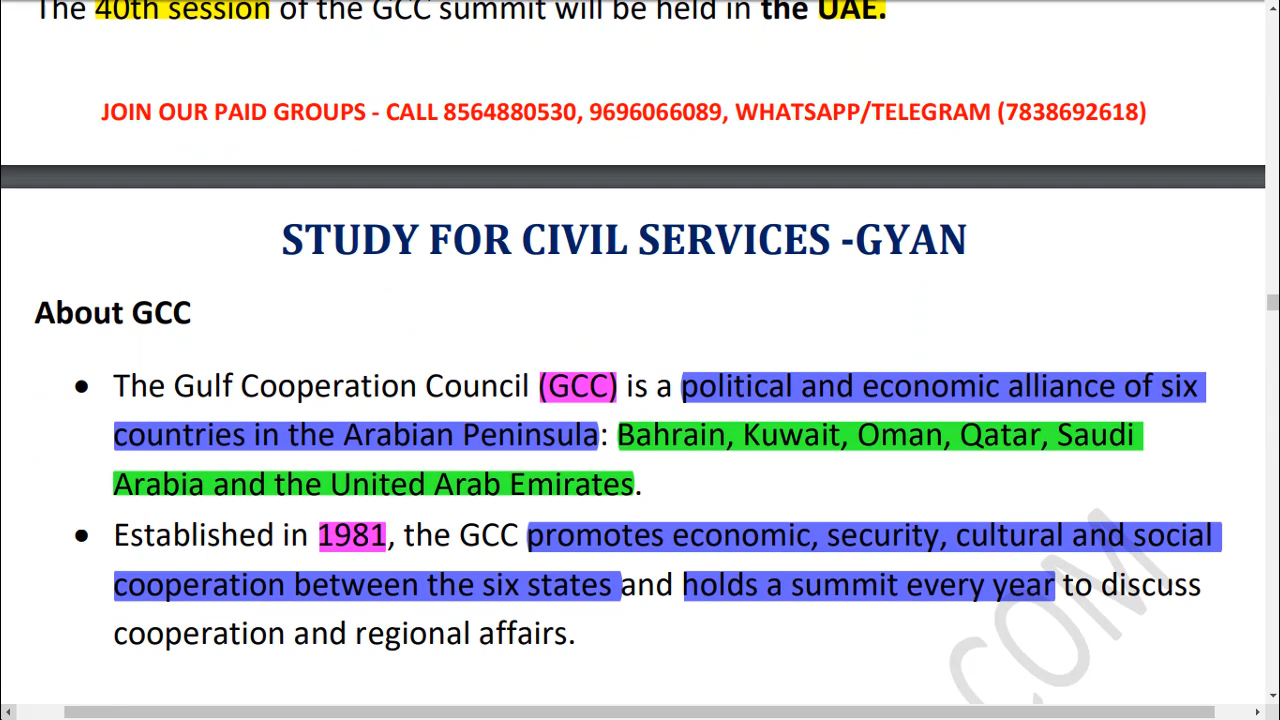 The 40th session of the GCC summit will be held in the UAE.
JOIN OUR PAID GROUPS - CALL 8564880530, 9696066089, WHATSAPP/TELEGRAM (7838692618)
STUDY FOR CIVIL SERVICES -GYAN
About GCC
• The Gulf Cooperation Council (GCC) is a political and economic alliance of six
countries in the Arabian Peninsula: Bahrain, Kuwait, Oman, Qatar, Saudi
Arabia and the United Arab Emirates.
• Established in 1981, the GCC promotes economic, security, cultural and social
cooperation between the six states and holds a summit every year to discuss
cooperation and regional affairs.
COM